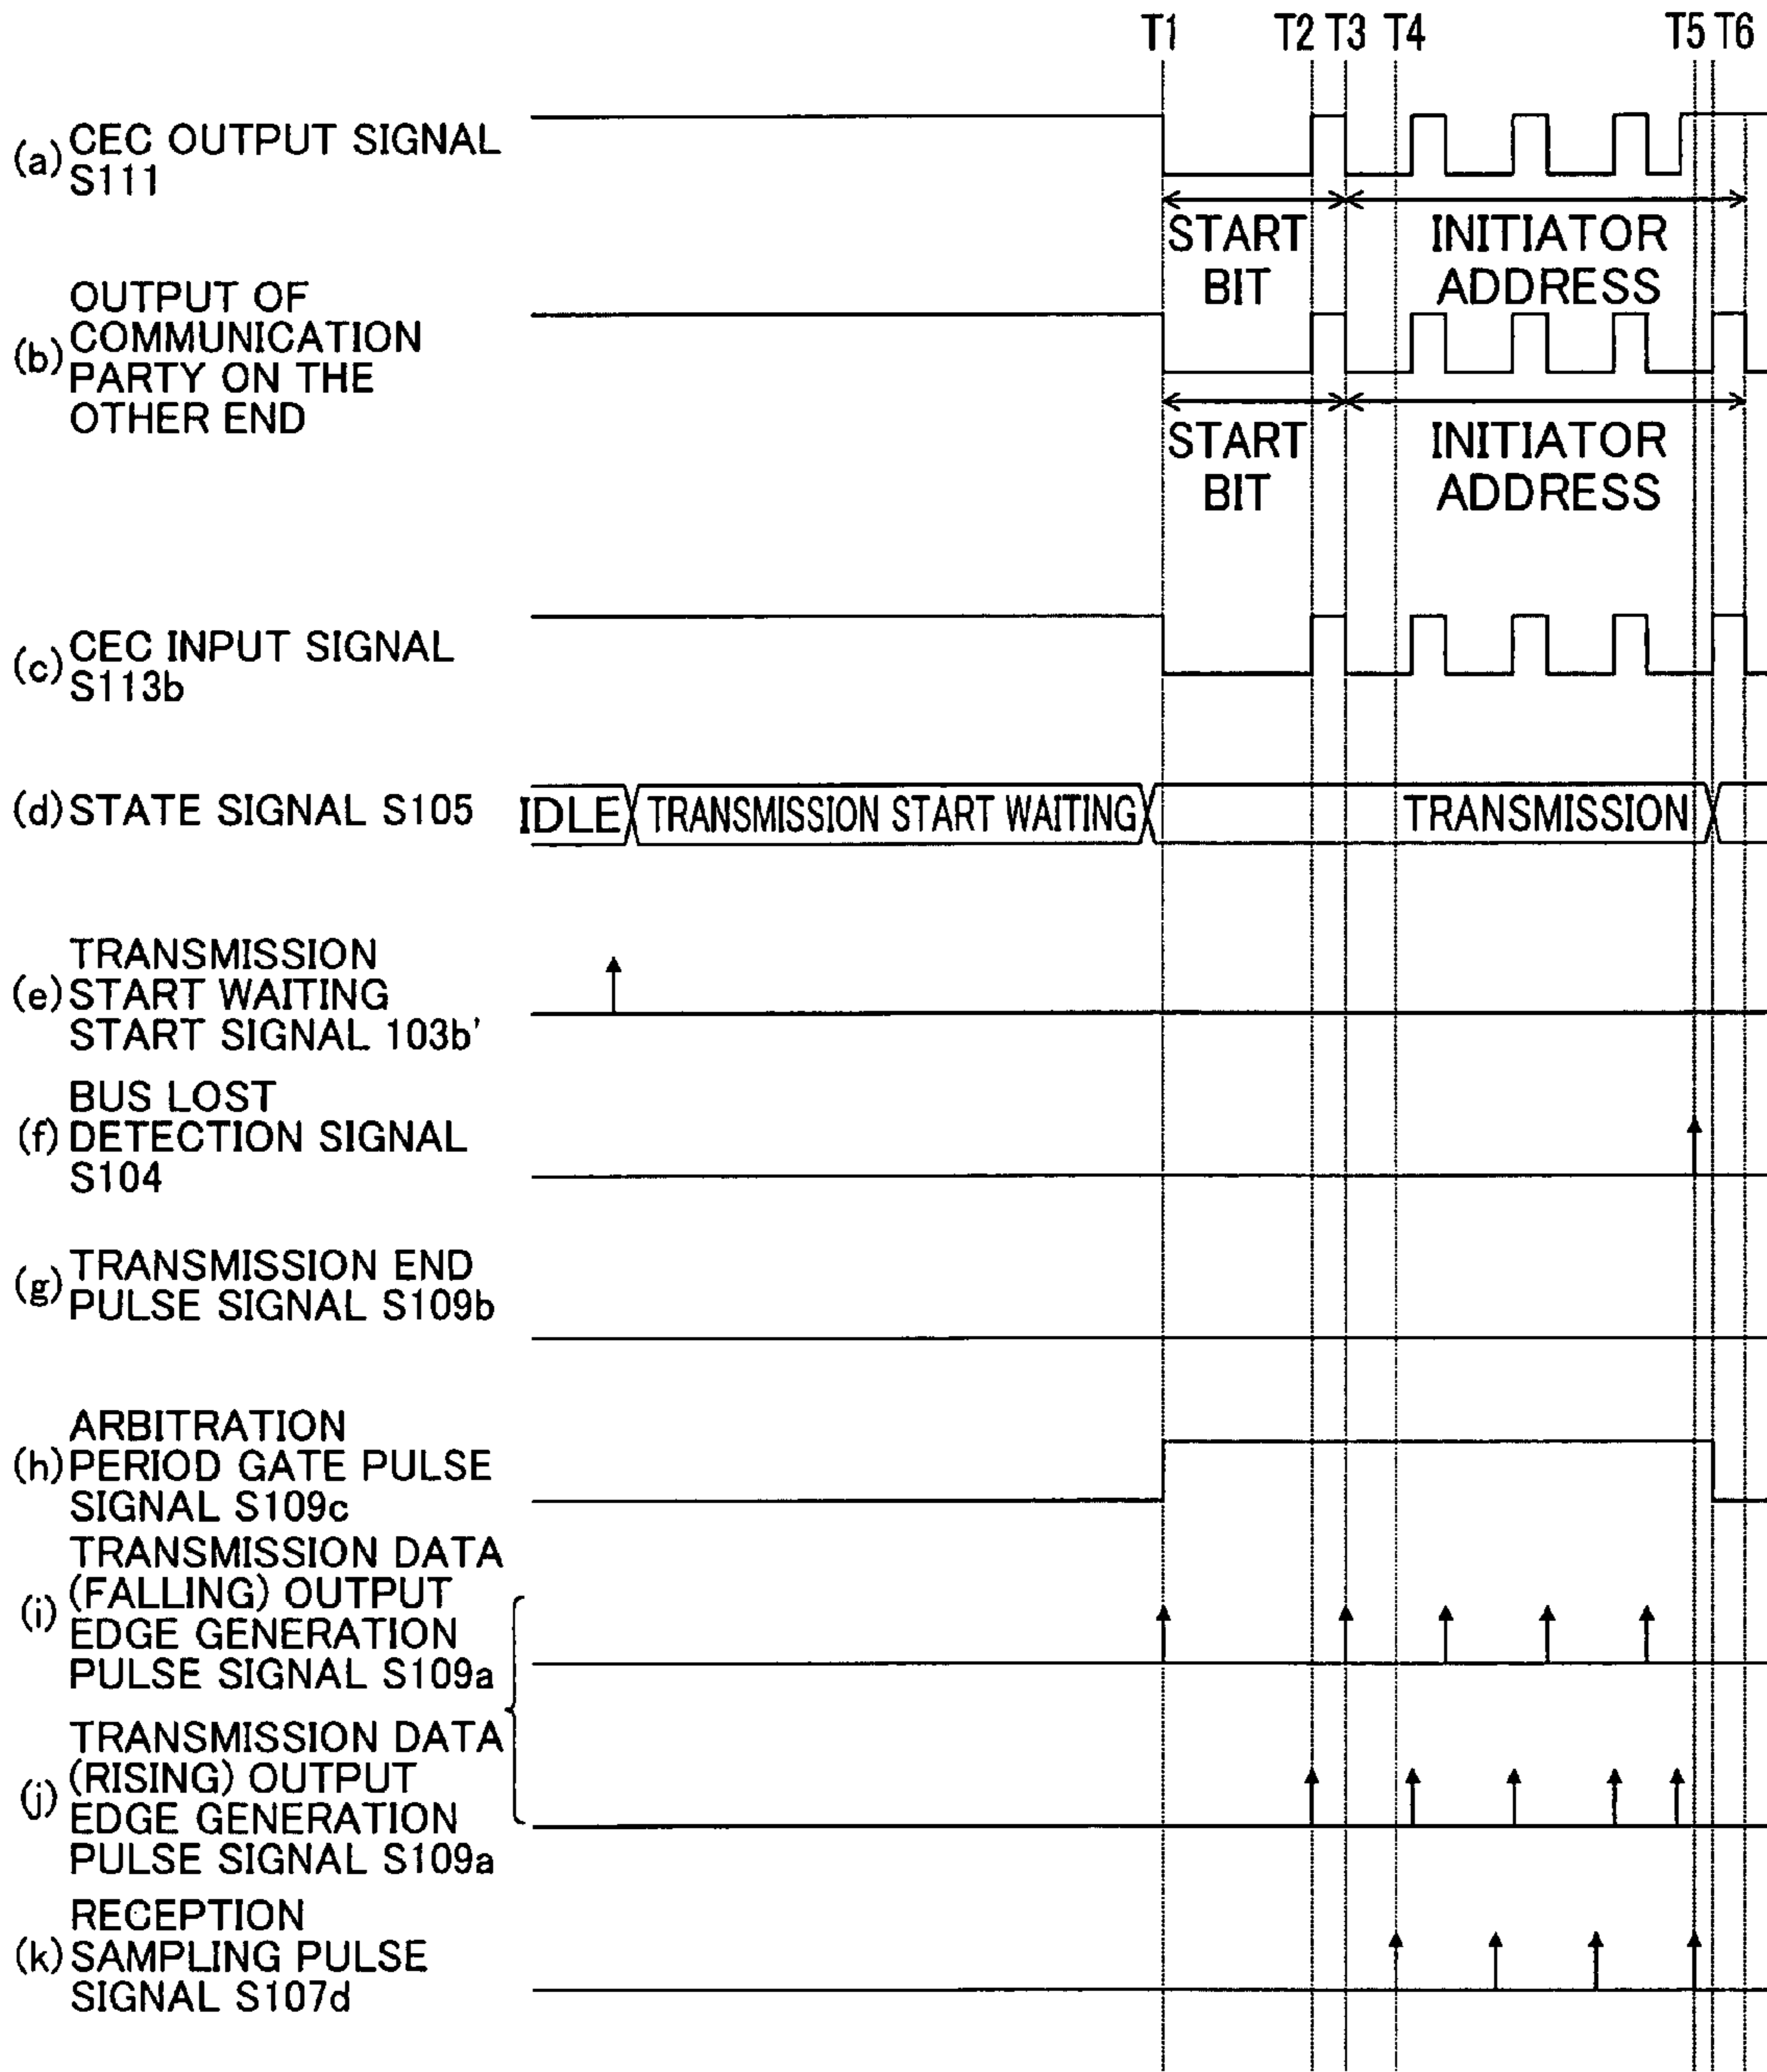 T1 T2 T3 T4 T5 T6
(a) CEC OUTPUT SIGNAL
S111
START
BIT
INITIATOR
ADDRESS
(b) OUTPUT OF
COMMUNICATION
PARTY ON THE
OTHER END
START
BIT
INITIATOR
ADDRESS
(c) CEC INPUT SIGNAL
S113b
(d) STATE SIGNAL S105
IDLE TRANSMISSION START WAITING TRANSMISSION
(e) TRANSMISSION
START WAITING
START SIGNAL 103b'
(f) BUS LOST
DETECTION SIGNAL
S104
(g) TRANSMISSION END
PULSE SIGNAL S109b
(h) ARBITRATION
PERIOD GATE PULSE
SIGNAL S109c
(i) TRANSMISSION DATA
(FALLING) OUTPUT
EDGE GENERATION
PULSE SIGNAL S109a
(j) TRANSMISSION DATA
(RISING) OUTPUT
EDGE GENERATION
PULSE SIGNAL S109a
(k) RECEPTION
SAMPLING PULSE
SIGNAL S107d